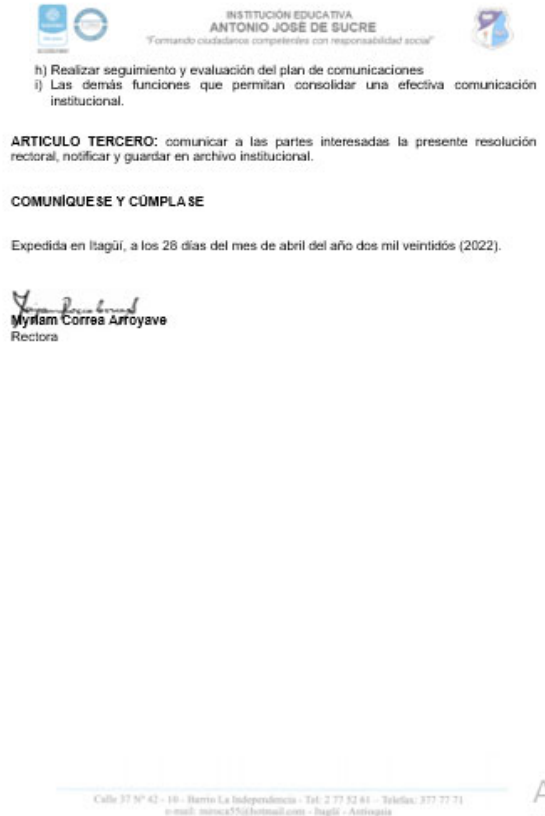 INSTITUCIÓN EDUCATIVA
ANTONIO JOSÉ DE SUCRE
"Formando ciudadanos competentes con responsabilidad social"
h) Realizar seguimiento y evaluación del plan de comunicaciones
i) Las demás funciones que permitan consolidar una efectiva comunicación
institucional.
ARTICULO TERCERO: comunicar a las partes interesadas la presente resolución
rectoral, notificar y guardar en archivo institucional.
COMUNÍQUESE Y CÚMPLASE
Expedida en Itagüí, a los 28 días del mes de abril del año dos mil veintidós (2022).
Myriam Correa Arroyave
Rectora
Calle 37 Nº 42 - 10 - Barrio La Independencia - Tel: 2 77 52 61 - Telefax: 377 77 71
Itagüí - Antioquia
A